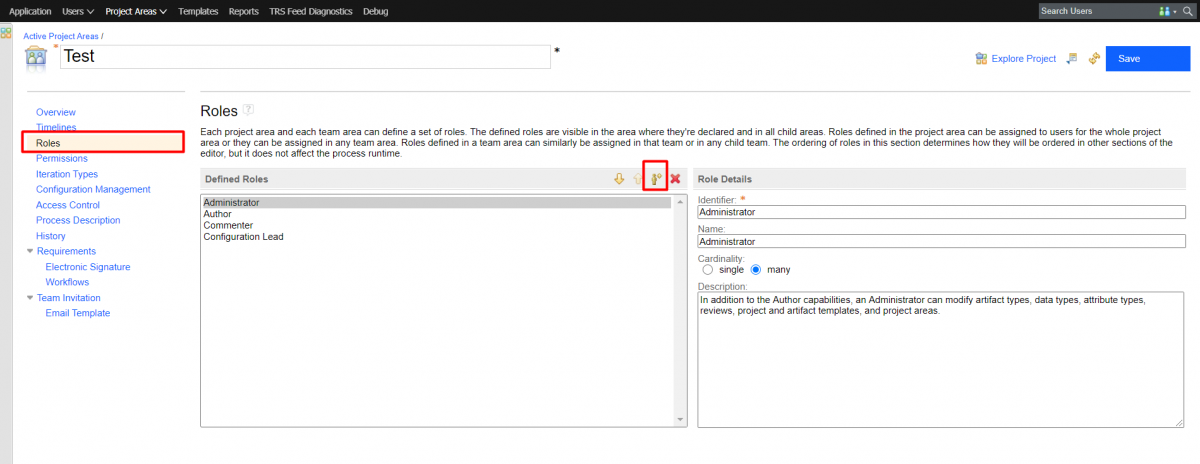 Application Users Project Areas Templates Reports TRS Feed Diagnostics Debug Search Users
Active Project Areas /
* Test *
Explore Project Save
Overview
Timelines
Roles
Permissions
Iteration Types
Configuration Management
Access Control
Process Description
History
Requirements
Electronic Signature
Workflows
Team Invitation
Email Template
Roles ?
Each project area and each team area can define a set of roles. The defined roles are visible in the area where they're declared and in all child areas. Roles defined in the project area can be assigned to users for the whole project
area or they can be assigned in any team area. Roles defined in a team area can similarly be assigned in that team or in any child team. The ordering of roles in this section determines how they will be ordered in other sections of the
editor, but it does not affect the process runtime.
Defined Roles
Administrator
Author
Commenter
Configuration Lead
Role Details
Identifier: *
Administrator
Name:
Administrator
Cardinality:
single many
Description:
In addition to the Author capabilities, an Administrator can modify artifact types, data types, attribute types,
reviews, project and artifact templates, and project areas.